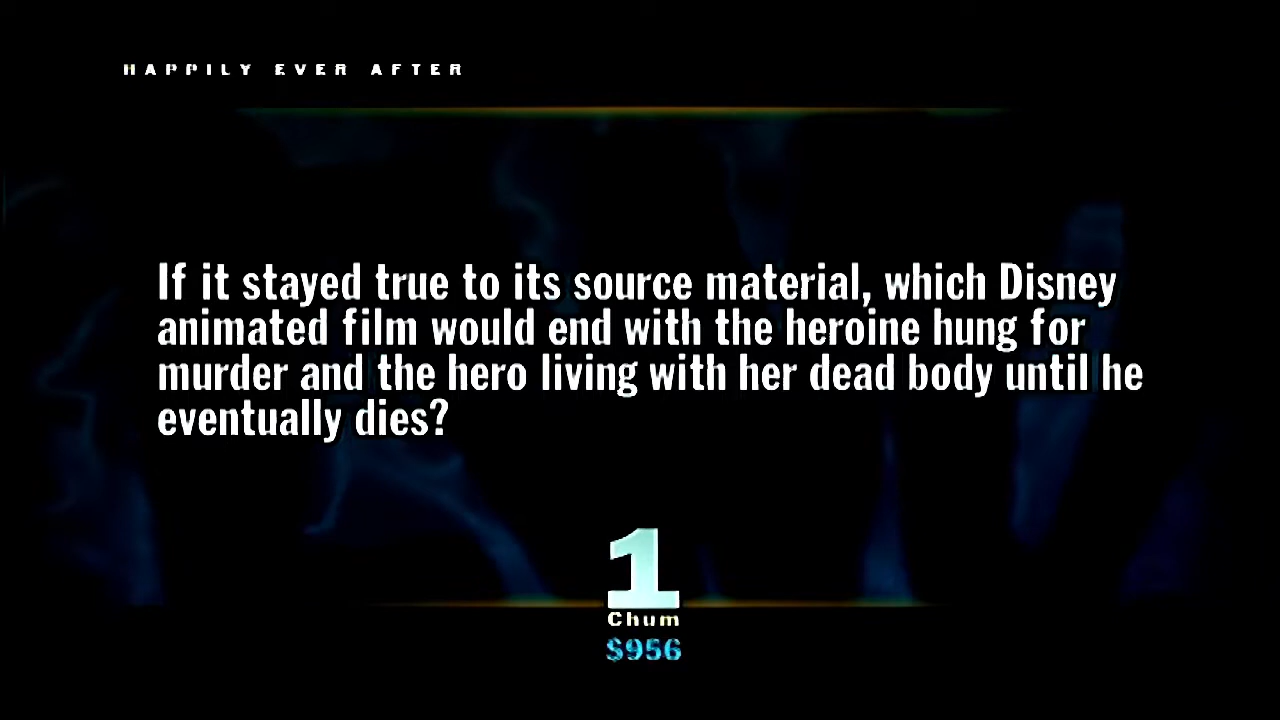 HAPPILY EVER AFTER
If it stayed true to its source material, which Disney
animated film would end with the heroine hung for
murder and the hero living with her dead body until he
eventually dies?
1
Chum
$956